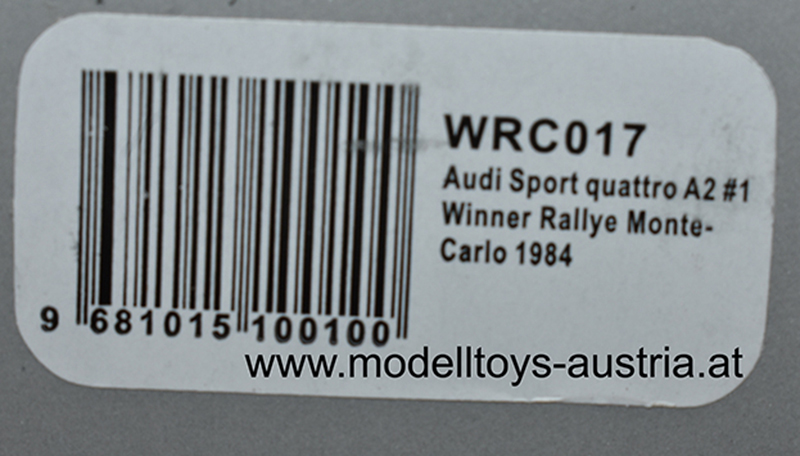 WRC017
Audi Sport quattro A2 #1
Winner Rallye Monte-
Carlo 1984
9 681015 100100
www.modelltoys-austria.at